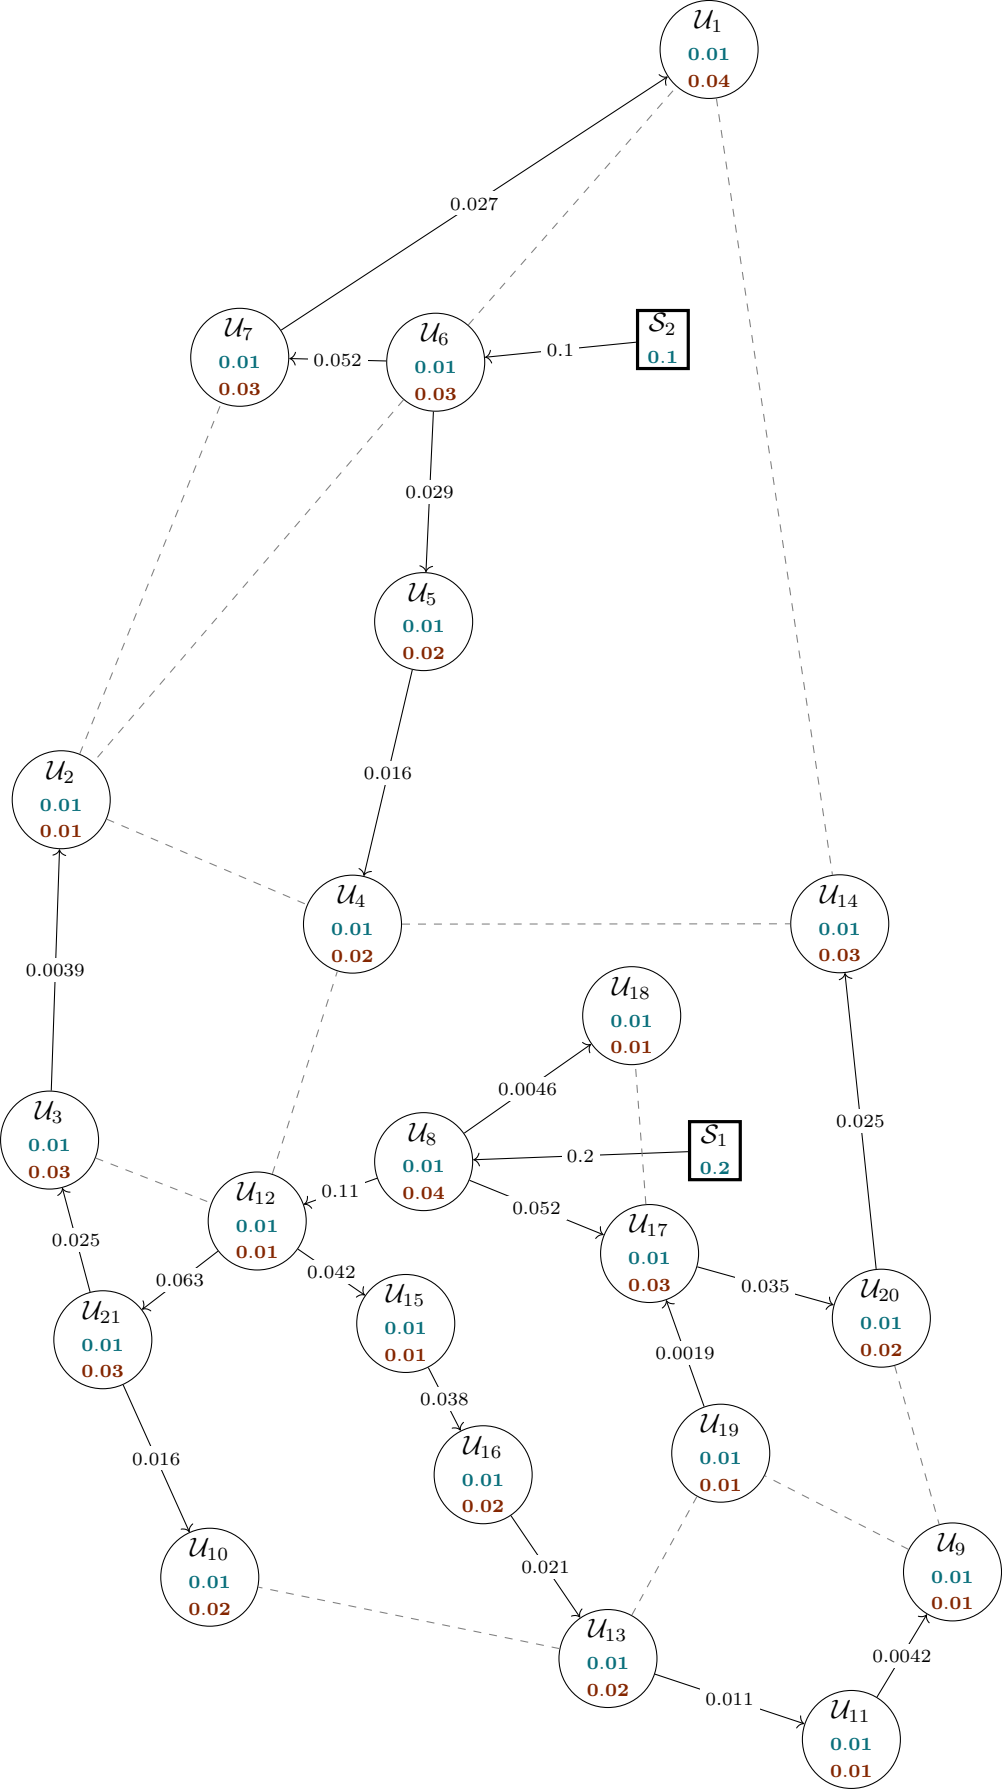 𝒰₁
0.01
0.04
0.027
𝒰₇
0.01
0.03
0.052
𝒰₆
0.01
0.03
0.1
𝒮₂
0.1
0.029
𝒰₅
0.01
0.02
0.016
𝒰₂
0.01
0.01
𝒰₄
0.01
0.02
𝒰₁₄
0.01
0.03
0.0039
𝒰₁₈
0.01
0.01
0.0046
𝒰₃
0.01
0.03
𝒰₈
0.01
0.04
0.2
𝒮₁
0.2
0.025
0.11
𝒰₁₂
0.01
0.01
0.052
𝒰₁₇
0.01
0.03
0.025
0.063
0.042
0.035
𝒰₂₁
0.01
0.03
𝒰₁₅
0.01
0.01
𝒰₂₀
0.01
0.02
0.0019
0.038
0.016
𝒰₁₆
0.01
0.02
𝒰₁₉
0.01
0.01
𝒰₁₀
0.01
0.02
0.021
𝒰₉
0.01
0.01
𝒰₁₃
0.01
0.02
0.0042
0.011
𝒰₁₁
0.01
0.01